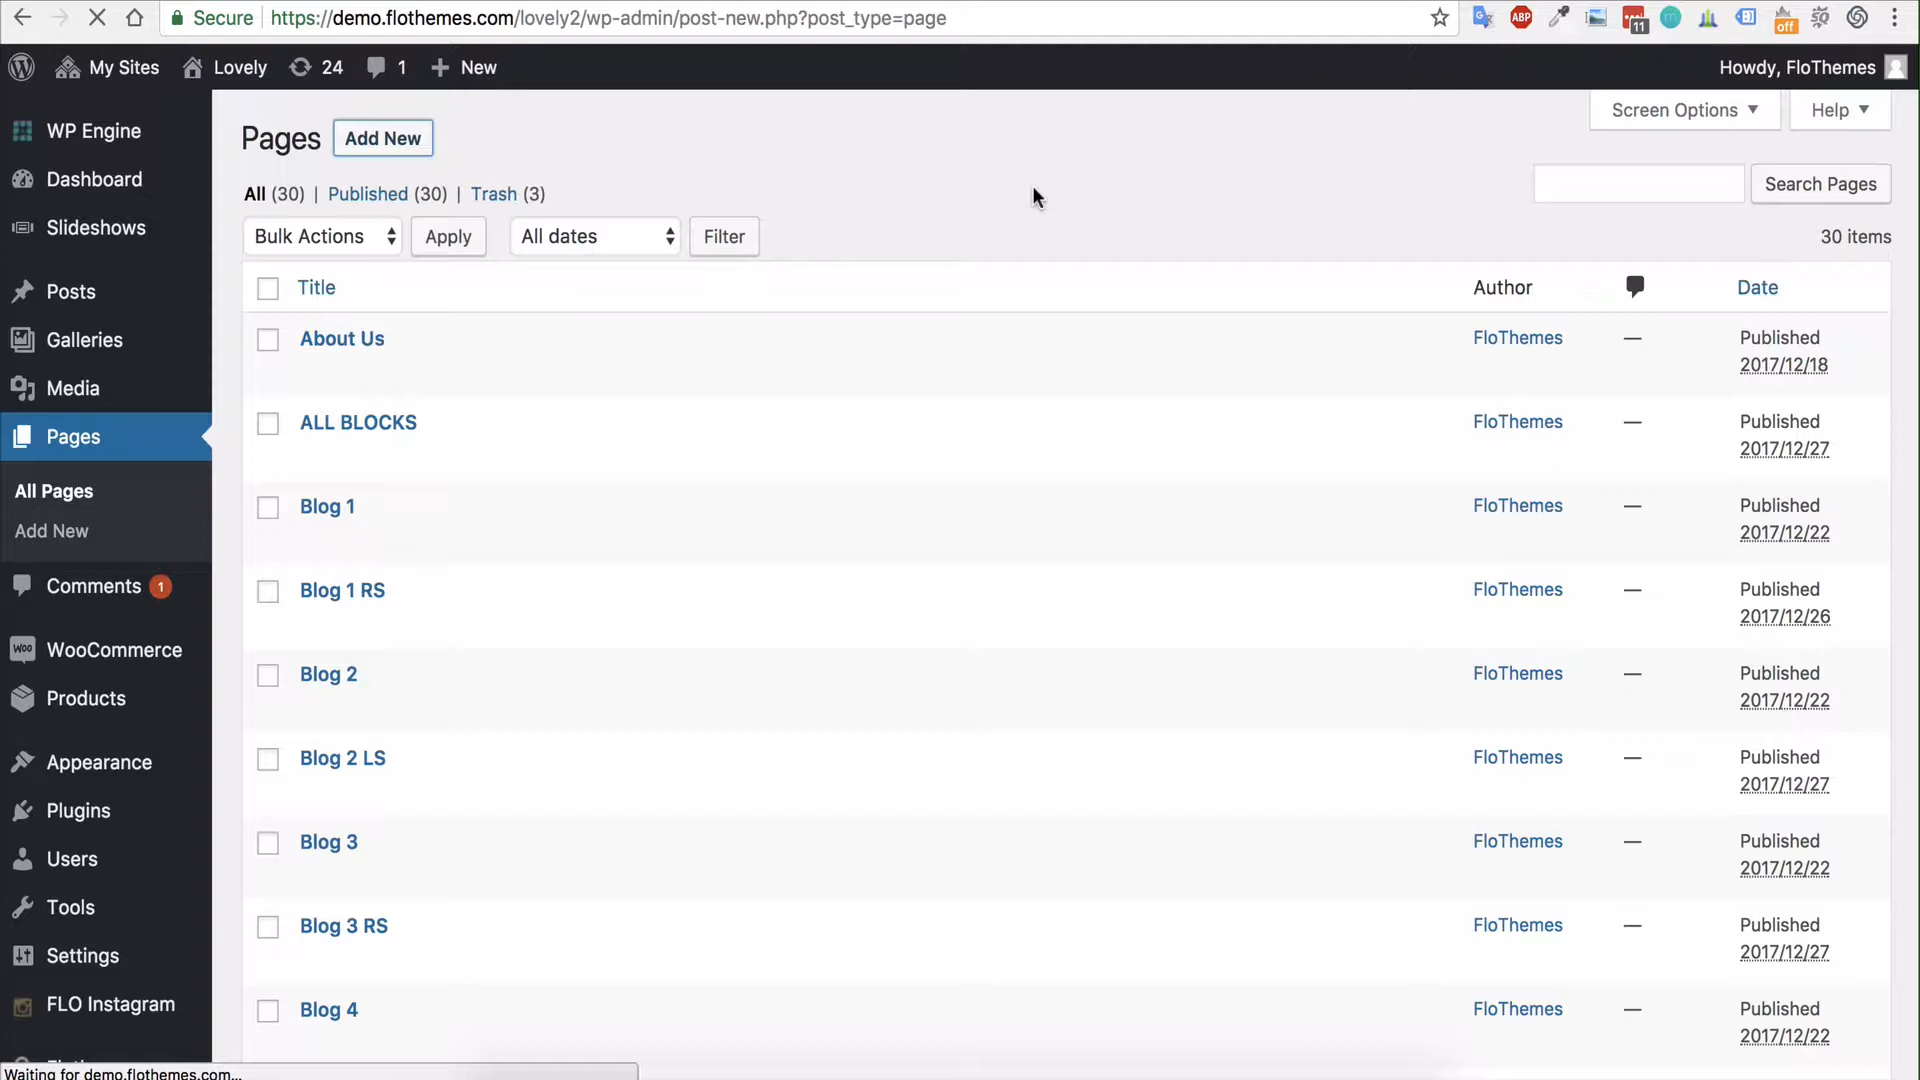 Secure https://demo.flothemes.com/lovely2/wp-admin/post-new.php?post_type=page
ABP 11 off
My Sites Lovely 24 1 + New Howdy, FloThemes
Screen Options Help
WP Engine
Dashboard
Slideshows
Posts
Galleries
Media
Pages
All Pages
Add New
Comments 1
WooCommerce
Products
Appearance
Plugins
Users
Tools
Settings
FLO Instagram
Pages Add New
All (30) | Published (30) | Trash (3)
Search Pages
Bulk Actions Apply All dates Filter 30 items
Title Author Date
About Us FloThemes — Published
2017/12/18
ALL BLOCKS FloThemes — Published
2017/12/27
Blog 1 FloThemes — Published
2017/12/22
Blog 1 RS FloThemes — Published
2017/12/26
Blog 2 FloThemes — Published
2017/12/22
Blog 2 LS FloThemes — Published
2017/12/27
Blog 3 FloThemes — Published
2017/12/22
Blog 3 RS FloThemes — Published
2017/12/27
Blog 4 FloThemes — Published
2017/12/22
Waiting for demo.flothemes.com...